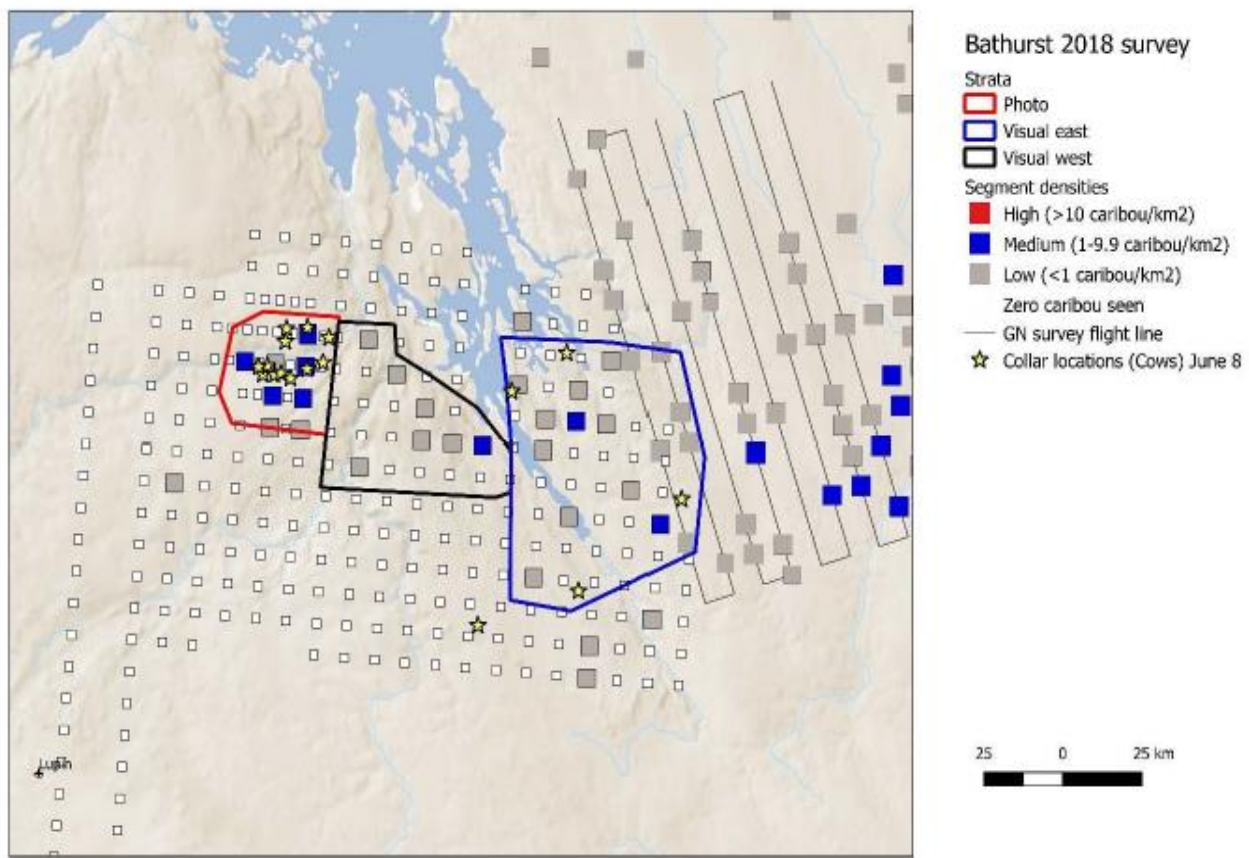 Bathurst 2018 survey
Strata
Photo
Visual east
Visual west
Segment densities
High (>10 caribou/km2)
Medium (1-9.9 caribou/km2)
Low (<1 caribou/km2)
Zero caribou seen
GN survey flight line
Collar locations (Cows) June 8
Lupin
25 0 25 km